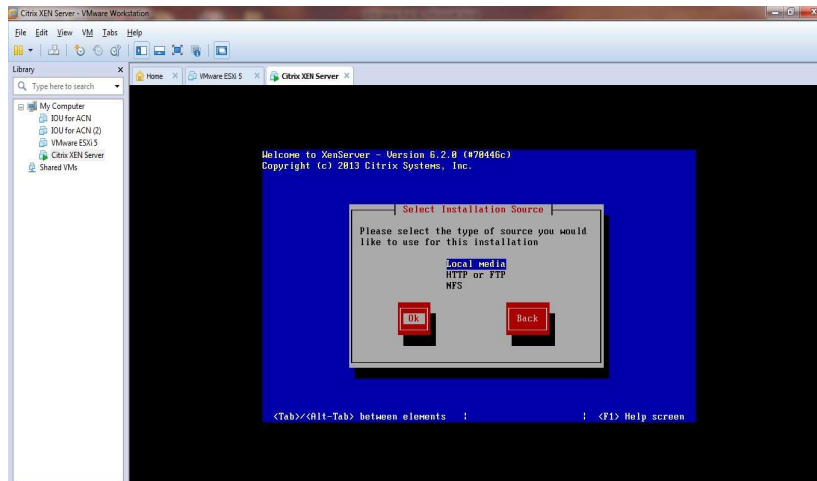 Citrix XEN Server - VMware Workstation
File Edit View VM Tabs Help
Library x
Type here to search
My Computer
IOU for ACN
IOU for ACN (2)
VMware ESXi 5
Citrix XEN Server
Shared VMs
Home x VMware ESXi 5 x Citrix XEN Server x
Welcome to XenServer - Version 6.2.0 (#70446c)
Copyright (c) 2013 Citrix Systems, Inc.
Select Installation Source
Please select the type of source you would
like to use for this installation
Local media
HTTP or FTP
NFS
Ok Back
<Tab>/<Alt-Tab> between elements | | <F1> Help screen